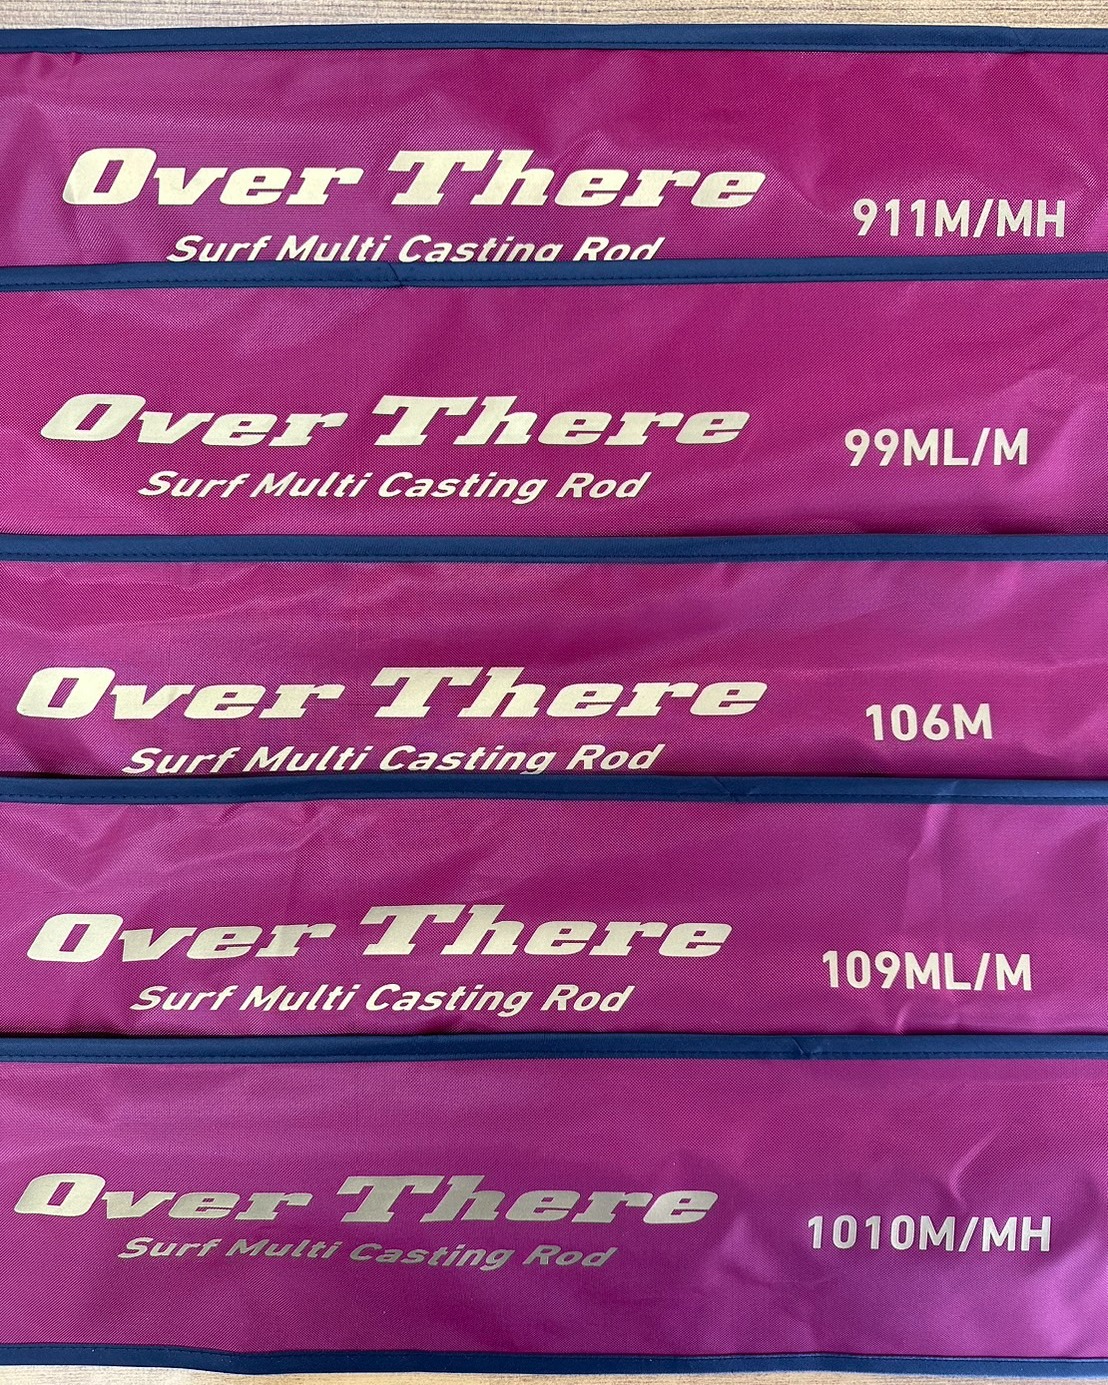 Over There
911M/MH
Surf Multi Casting Rod
Over There
99ML/M
Surf Multi Casting Rod
Over There
106M
Surf Multi Casting Rod
Over There
109ML/M
Surf Multi Casting Rod
Over There
1010M/MH
Surf Multi Casting Rod